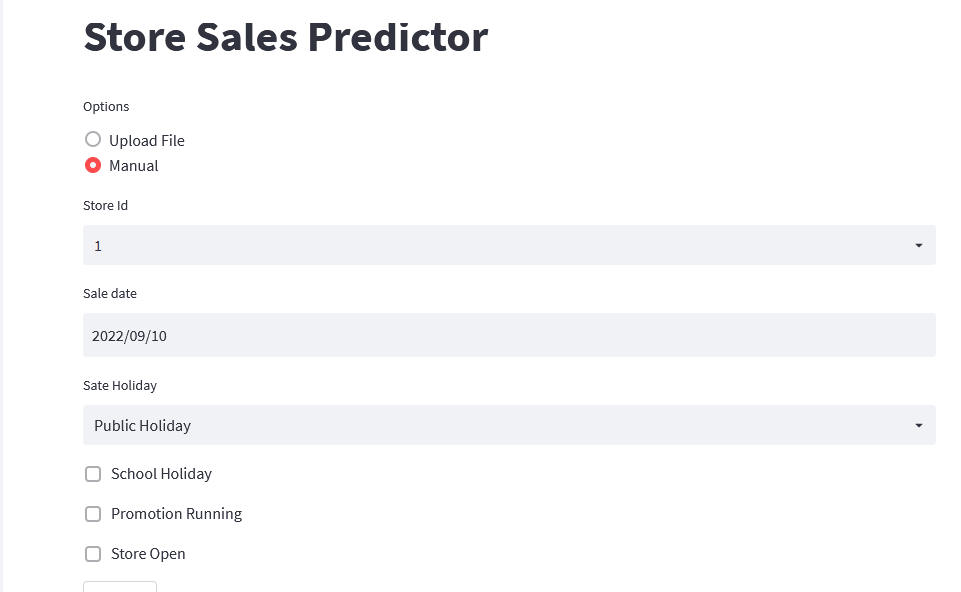 Store Sales Predictor
Options
Upload File
Manual
Store Id
1
Sale date
2022/09/10
Sate Holiday
Public Holiday
School Holiday
Promotion Running
Store Open